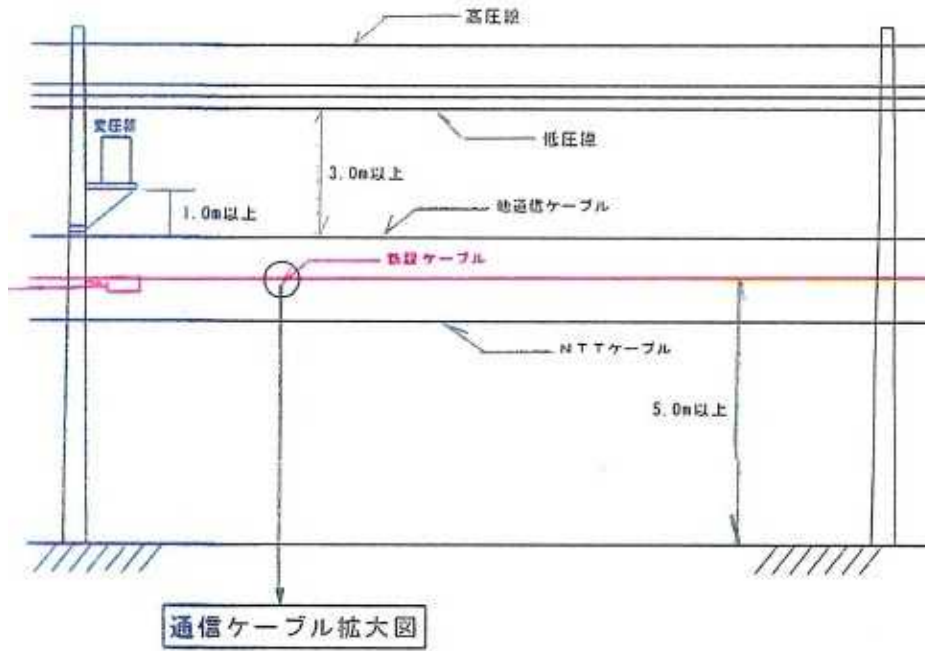 高圧線
低圧線
変圧器
3.0m以上
1.0m以上
他通信ケーブル
新設ケーブル
NTTケーブル
5.0m以上
通信ケーブル拡大図